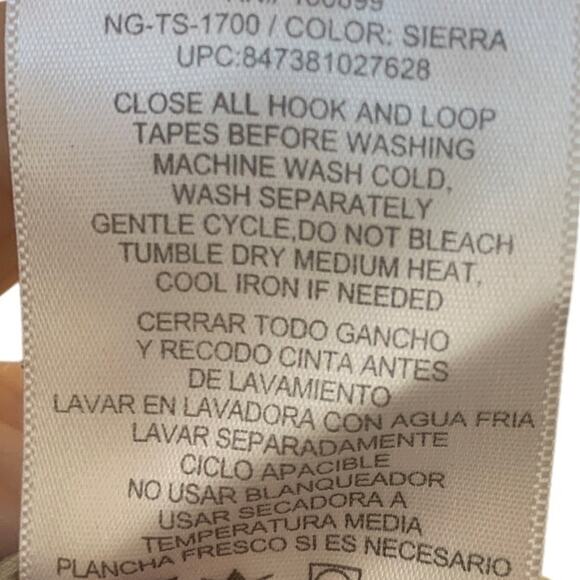 NG-TS-1700 / COLOR: SIERRA
UPC:847381027628
CLOSE ALL HOOK AND LOOP
TAPES BEFORE WASHING
MACHINE WASH COLD,
WASH SEPARATELY
GENTLE CYCLE,DO NOT BLEACH
TUMBLE DRY MEDIUM HEAT,
COOL IRON IF NEEDED
CERRAR TODO GANCHO
Y RECODO CINTA ANTES
DE LAVAMIENTO
LAVAR EN LAVADORA CON AGUA FRIA
LAVAR SEPARADAMENTE
CICLO APACIBLE
NO USAR BLANQUEADOR
USAR SECADORA A
TEMPERATURA MEDIA
PLANCHA FRESCO SI ES NECESARIO